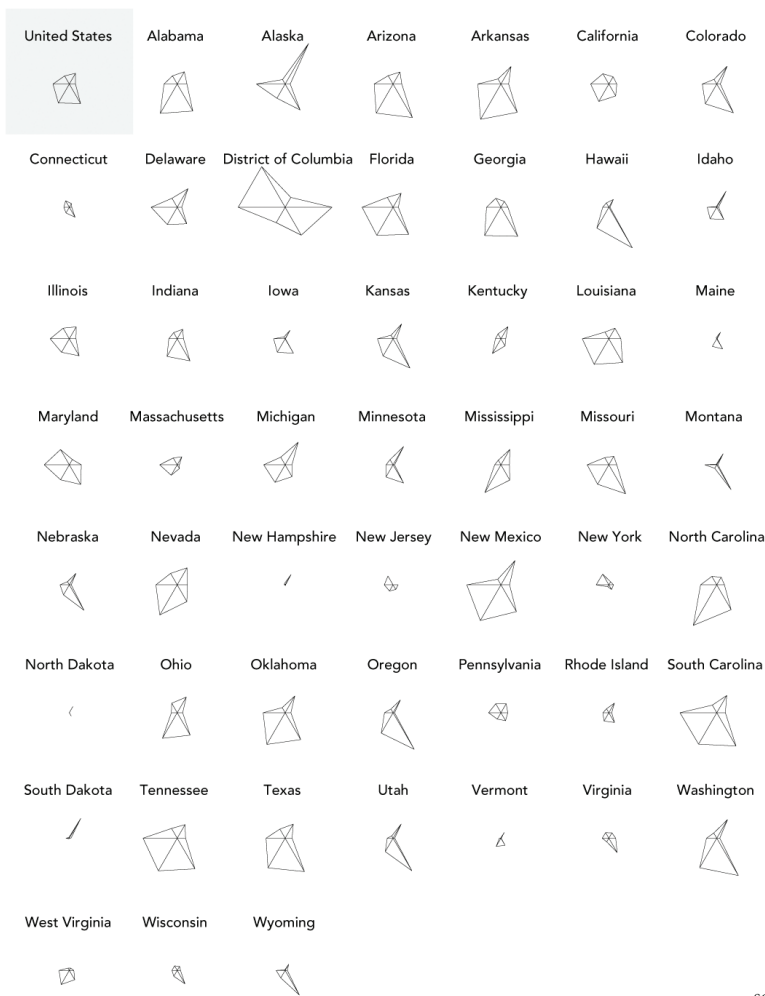 United States Alabama Alaska Arizona Arkansas California Colorado
Connecticut Delaware District of Columbia Florida Georgia Hawaii Idaho
Illinois Indiana Iowa Kansas Kentucky Louisiana Maine
Maryland Massachusetts Michigan Minnesota Mississippi Missouri Montana
Nebraska Nevada New Hampshire New Jersey New Mexico New York North Carolina
North Dakota Ohio Oklahoma Oregon Pennsylvania Rhode Island South Carolina
South Dakota Tennessee Texas Utah Vermont Virginia Washington
West Virginia Wisconsin Wyoming